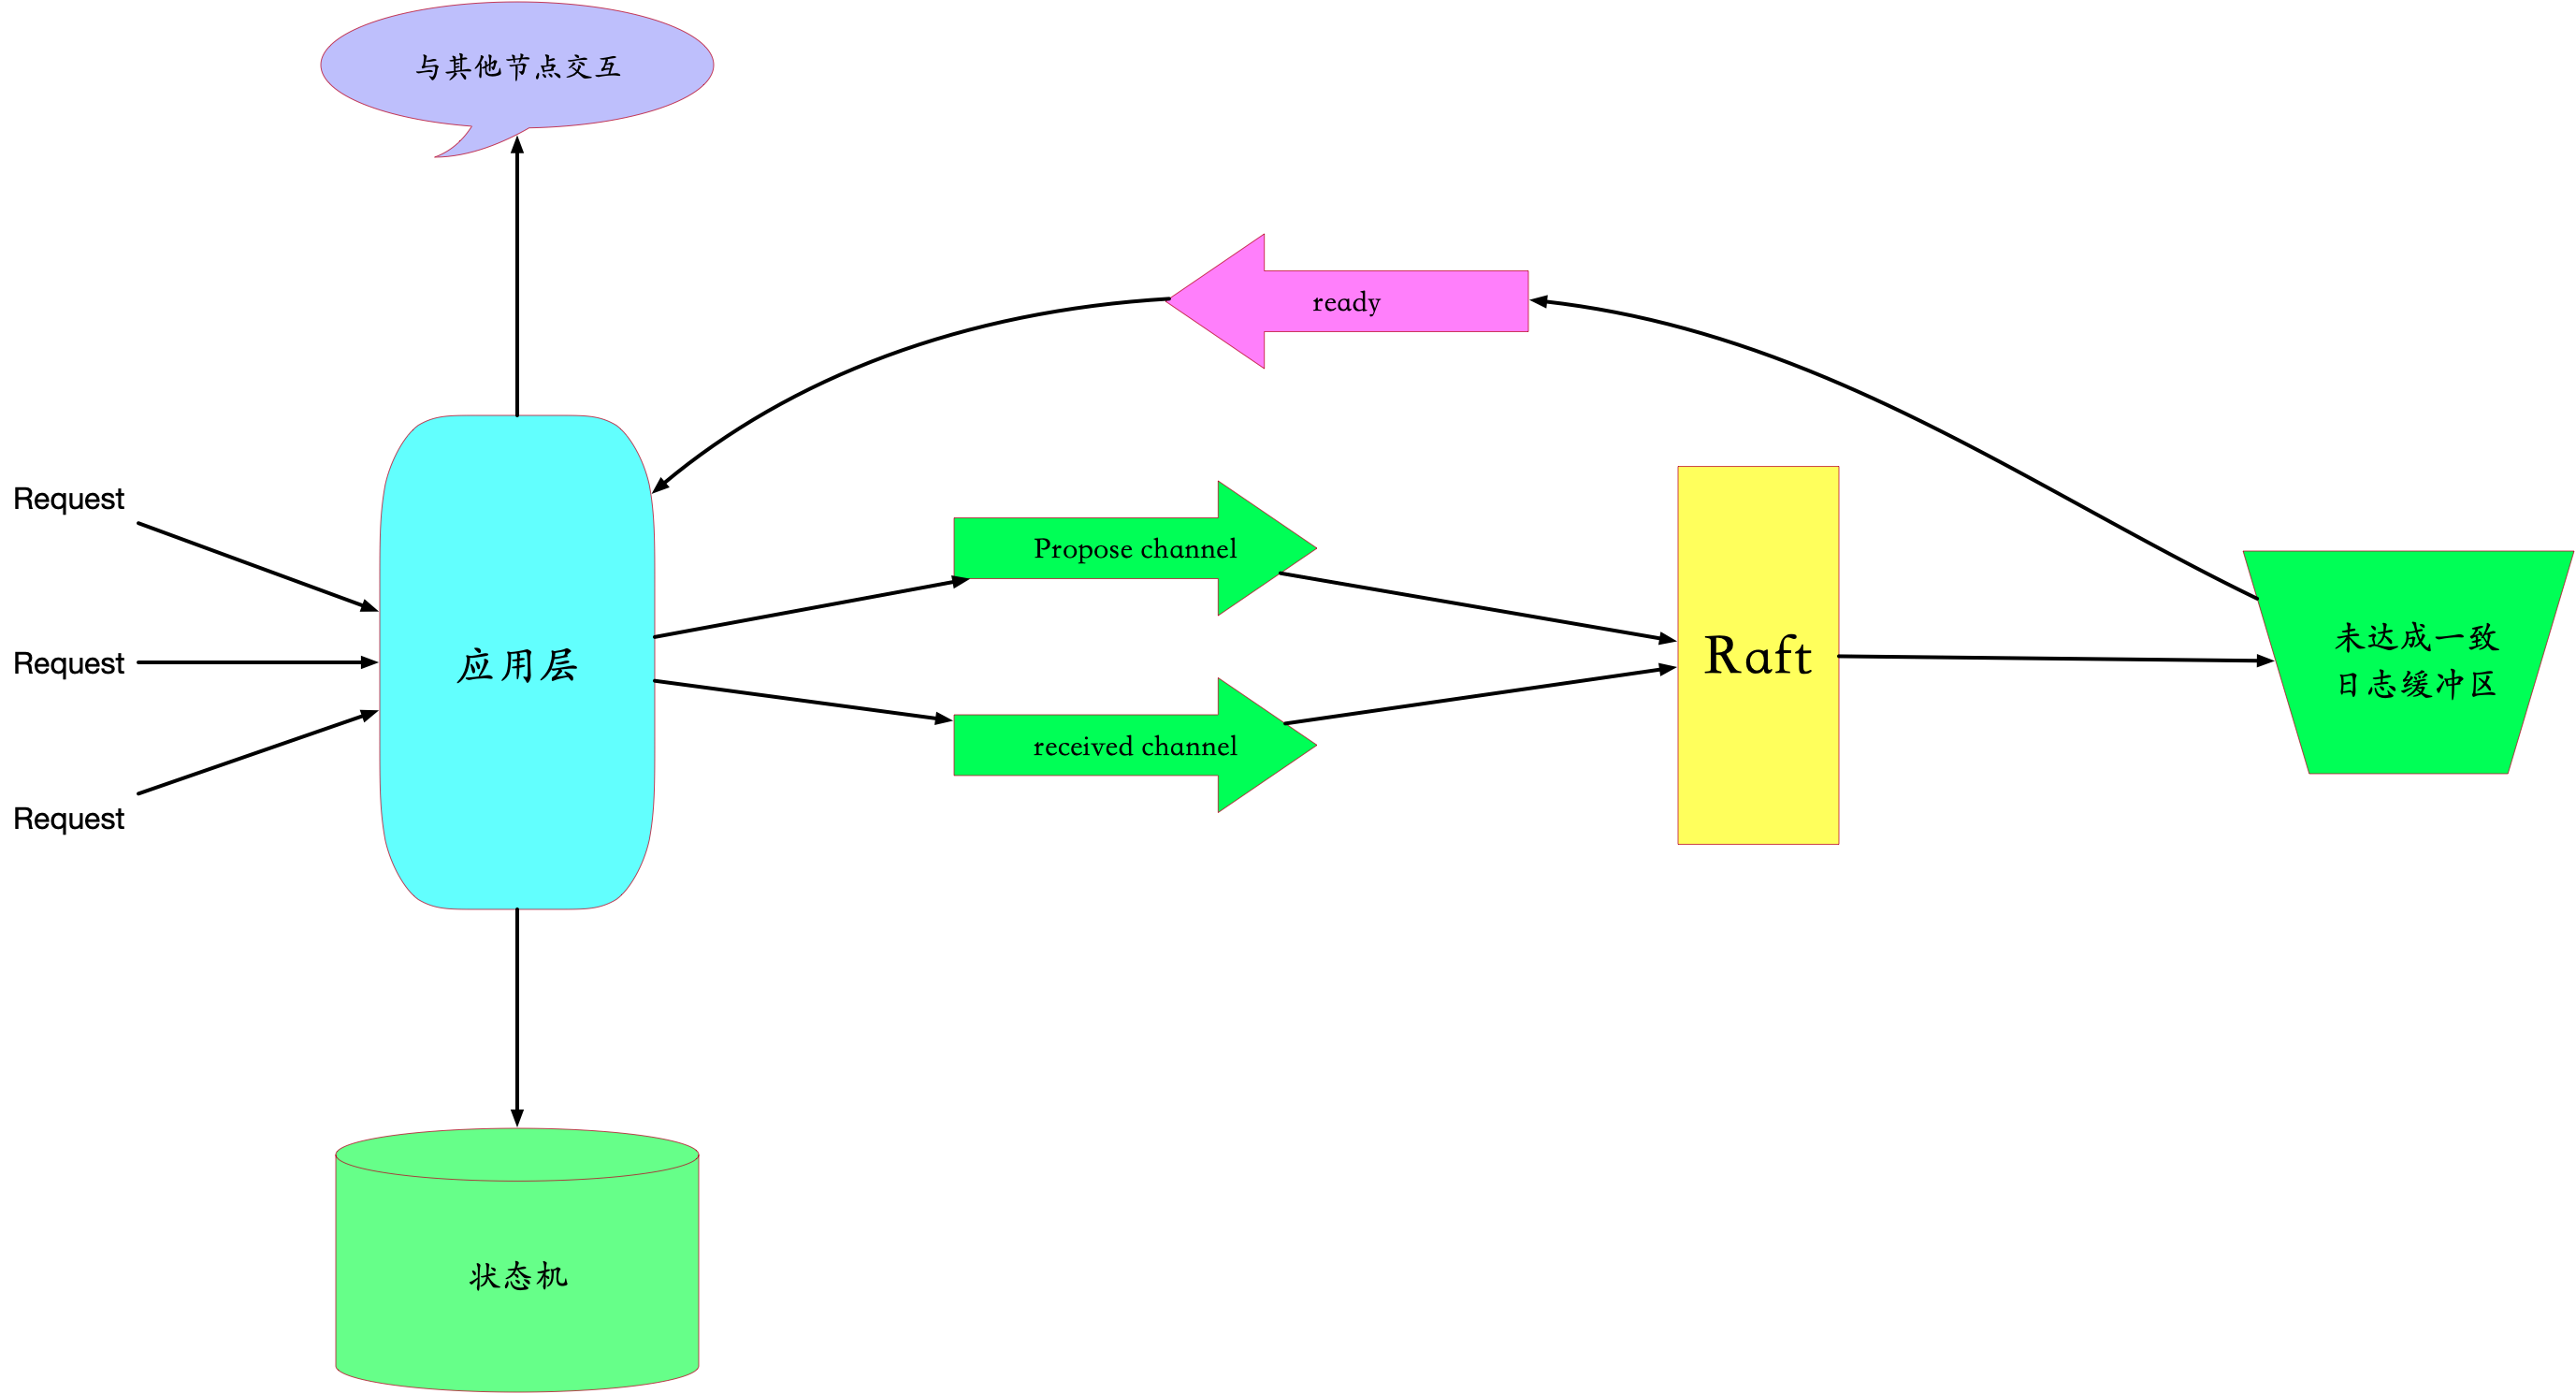 与其他节点交互
ready
Request
Propose channel
Request
应用层
Raft
未达成一致
日志缓冲区
received channel
Request
状态机